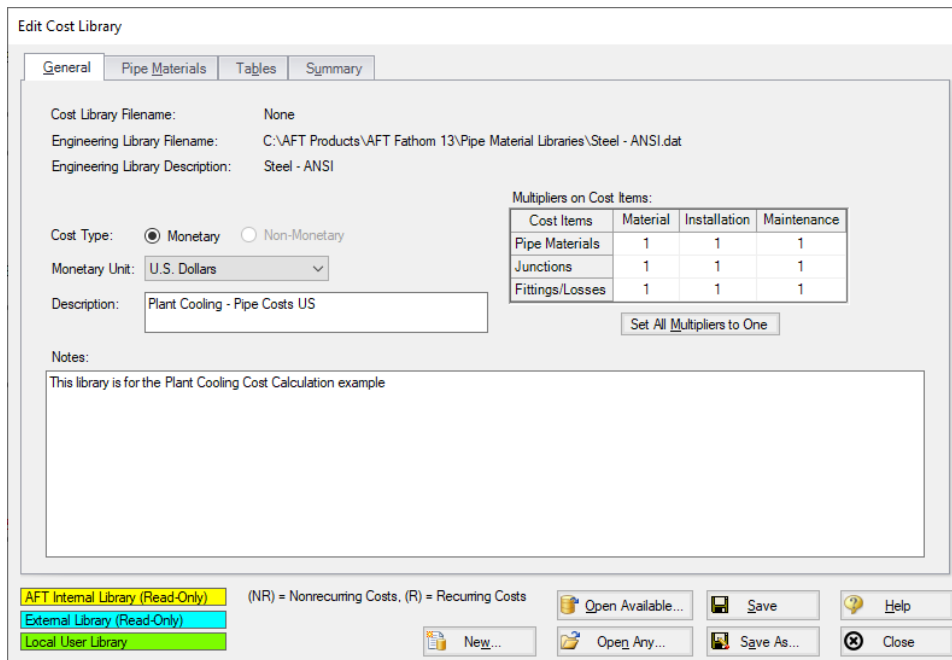 Edit Cost Library
General Pipe Materials Tables Summary
Cost Library Filename: None
Engineering Library Filename: C:\AFT Products\AFT Fathom 13\Pipe Material Libraries\Steel - ANSI.dat
Engineering Library Description: Steel - ANSI
Multipliers on Cost Items:
Cost Items Material Installation Maintenance
Pipe Materials 1 1 1
Junctions 1 1 1
Fittings/Losses 1 1 1
Set All Multipliers to One
Cost Type: Monetary Non-Monetary
Monetary Unit: U.S. Dollars
Description: Plant Cooling - Pipe Costs US
Notes:
This library is for the Plant Cooling Cost Calculation example
AFT Internal Library (Read-Only)
External Library (Read-Only)
Local User Library
(NR) = Nonrecurring Costs, (R) = Recurring Costs
Open Available... Save Help
New... Open Any... Save As... Close